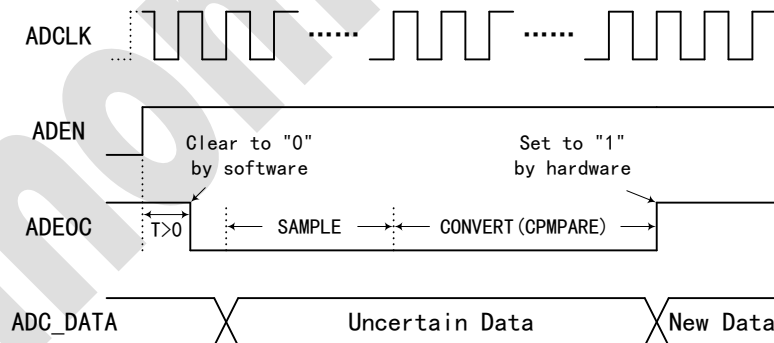 ADCLK
ADEN
Clear to "0"
by software
Set to "1"
by hardware
ADEOC
T>0
SAMPLE
CONVERT(CPMPARE)
ADC_DATA
Uncertain Data
New Data